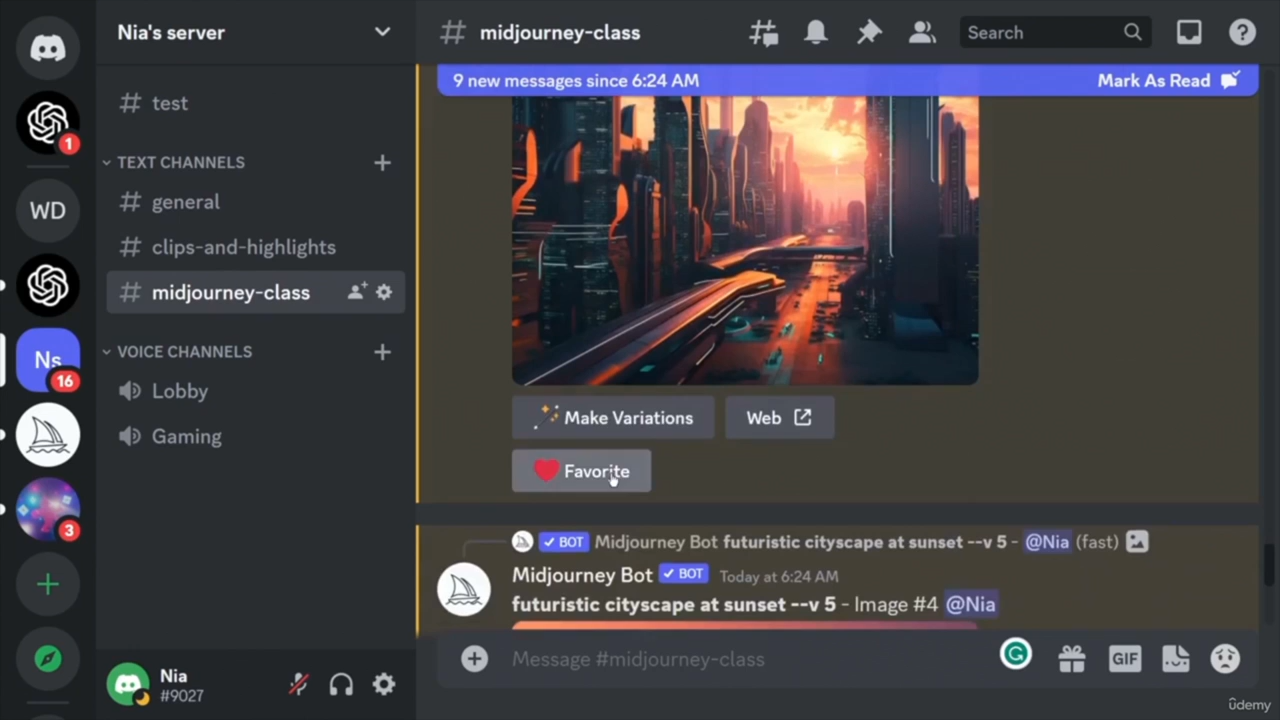 Nia's server
test
TEXT CHANNELS
general
clips-and-highlights
midjourney-class
VOICE CHANNELS
Lobby
Gaming
Nia
#9027
1
WD
Ns
16
3
midjourney-class
Search
9 new messages since 6:24 AM
Mark As Read
Make Variations
Web
Favorite
BOT Midjourney Bot futuristic cityscape at sunset --v 5 - @Nia (fast)
Midjourney Bot BOT Today at 6:24 AM
futuristic cityscape at sunset --v 5 - Image #4 @Nia
Message #midjourney-class
GIF
ûdemy